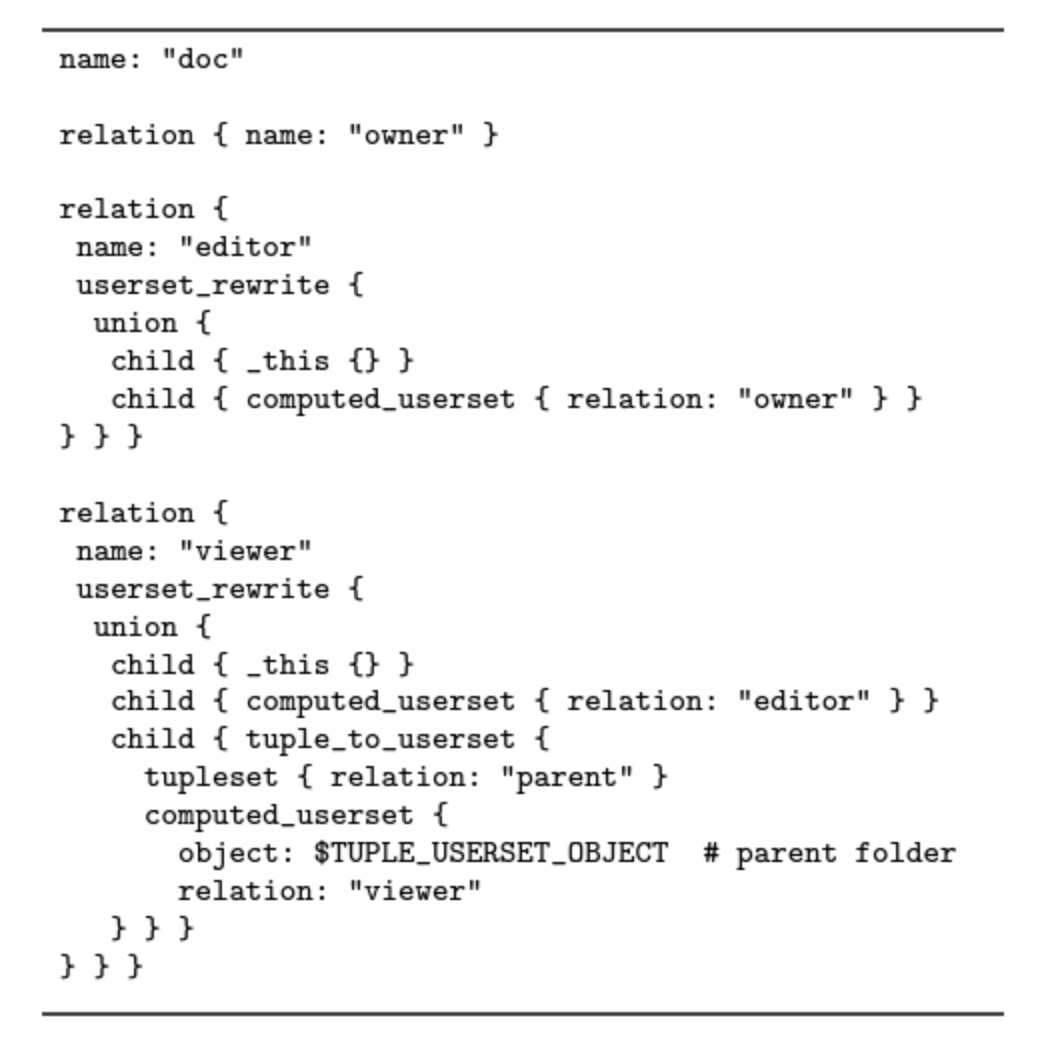 name: "doc"

relation { name: "owner" }

relation {
 name: "editor"
 userset_rewrite {
  union {
   child { _this {} }
   child { computed_userset { relation: "owner" } }
} } }

relation {
 name: "viewer"
 userset_rewrite {
  union {
   child { _this {} }
   child { computed_userset { relation: "editor" } }
   child { tuple_to_userset {
     tupleset { relation: "parent" }
     computed_userset {
       object: $TUPLE_USERSET_OBJECT  # parent folder
       relation: "viewer"
   } } }
} } }